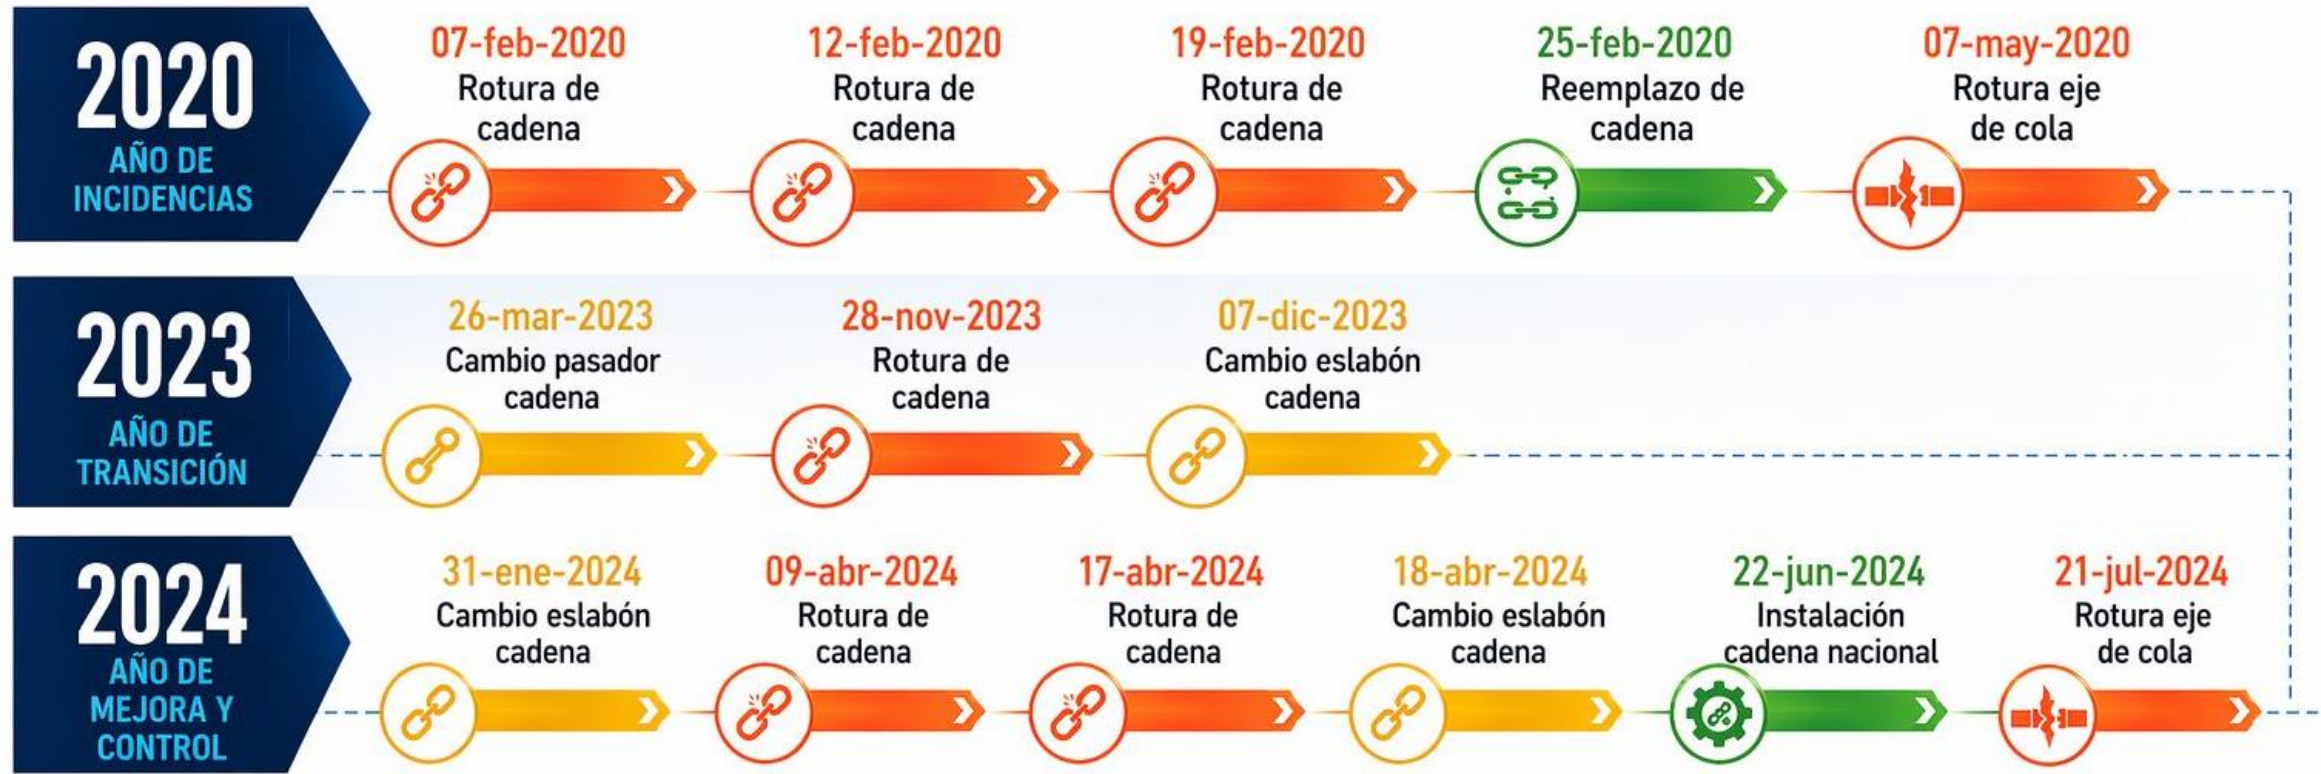 2020
AÑO DE
INCIDENCIAS
07-feb-2020
Rotura de
cadena
12-feb-2020
Rotura de
cadena
19-feb-2020
Rotura de
cadena
25-feb-2020
Reemplazo de
cadena
07-may-2020
Rotura eje
de cola
2023
AÑO DE
TRANSICIÓN
26-mar-2023
Cambio pasador
cadena
28-nov-2023
Rotura de
cadena
07-dic-2023
Cambio eslabón
cadena
2024
AÑO DE
MEJORA Y
CONTROL
31-ene-2024
Cambio eslabón
cadena
09-abr-2024
Rotura de
cadena
17-abr-2024
Rotura de
cadena
18-abr-2024
Cambio eslabón
cadena
22-jun-2024
Instalación
cadena nacional
21-jul-2024
Rotura eje
de cola